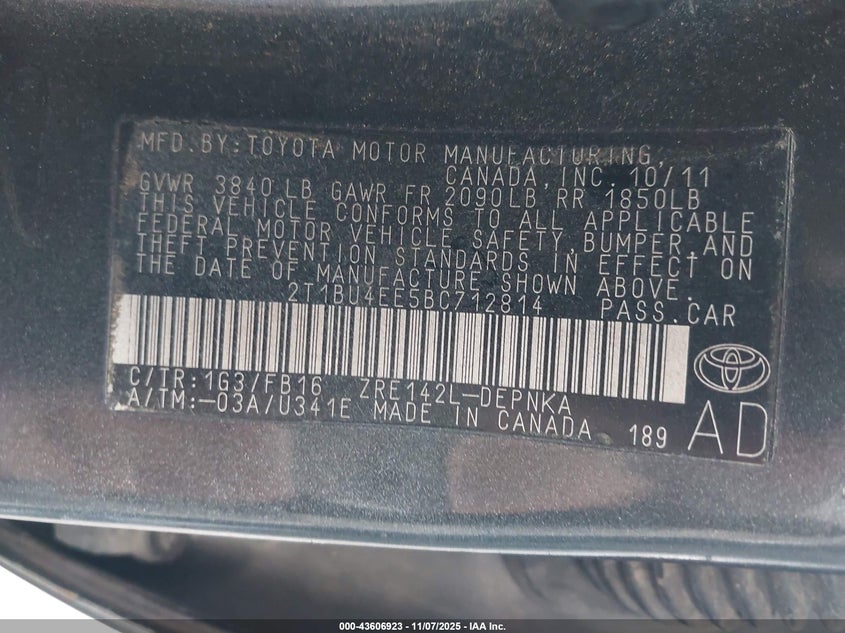 MFD.BY:TOYOTA MOTOR MANUFACTURING,
CANADA,INC. 10/11
GVWR 3840LB GAWR FR 2090LB RR 1850LB
THIS VEHICLE CONFORMS TO ALL APPLICABLE
FEDERAL MOTOR VEHICLE SAFETY,BUMPER,AND
THEFT PREVENTION STANDARDS IN EFFECT ON
THE DATE OF MANUFACTURE SHOWN ABOVE.
2T1BU4EE5BC712814 PASS.CAR
C/TR:1G3/FB16 ZRE142L-DEPNKA
A/TM:-03A/U341E MADE IN CANADA 189 AD
000-43606923 - 11/07/2025 - IAA Inc.